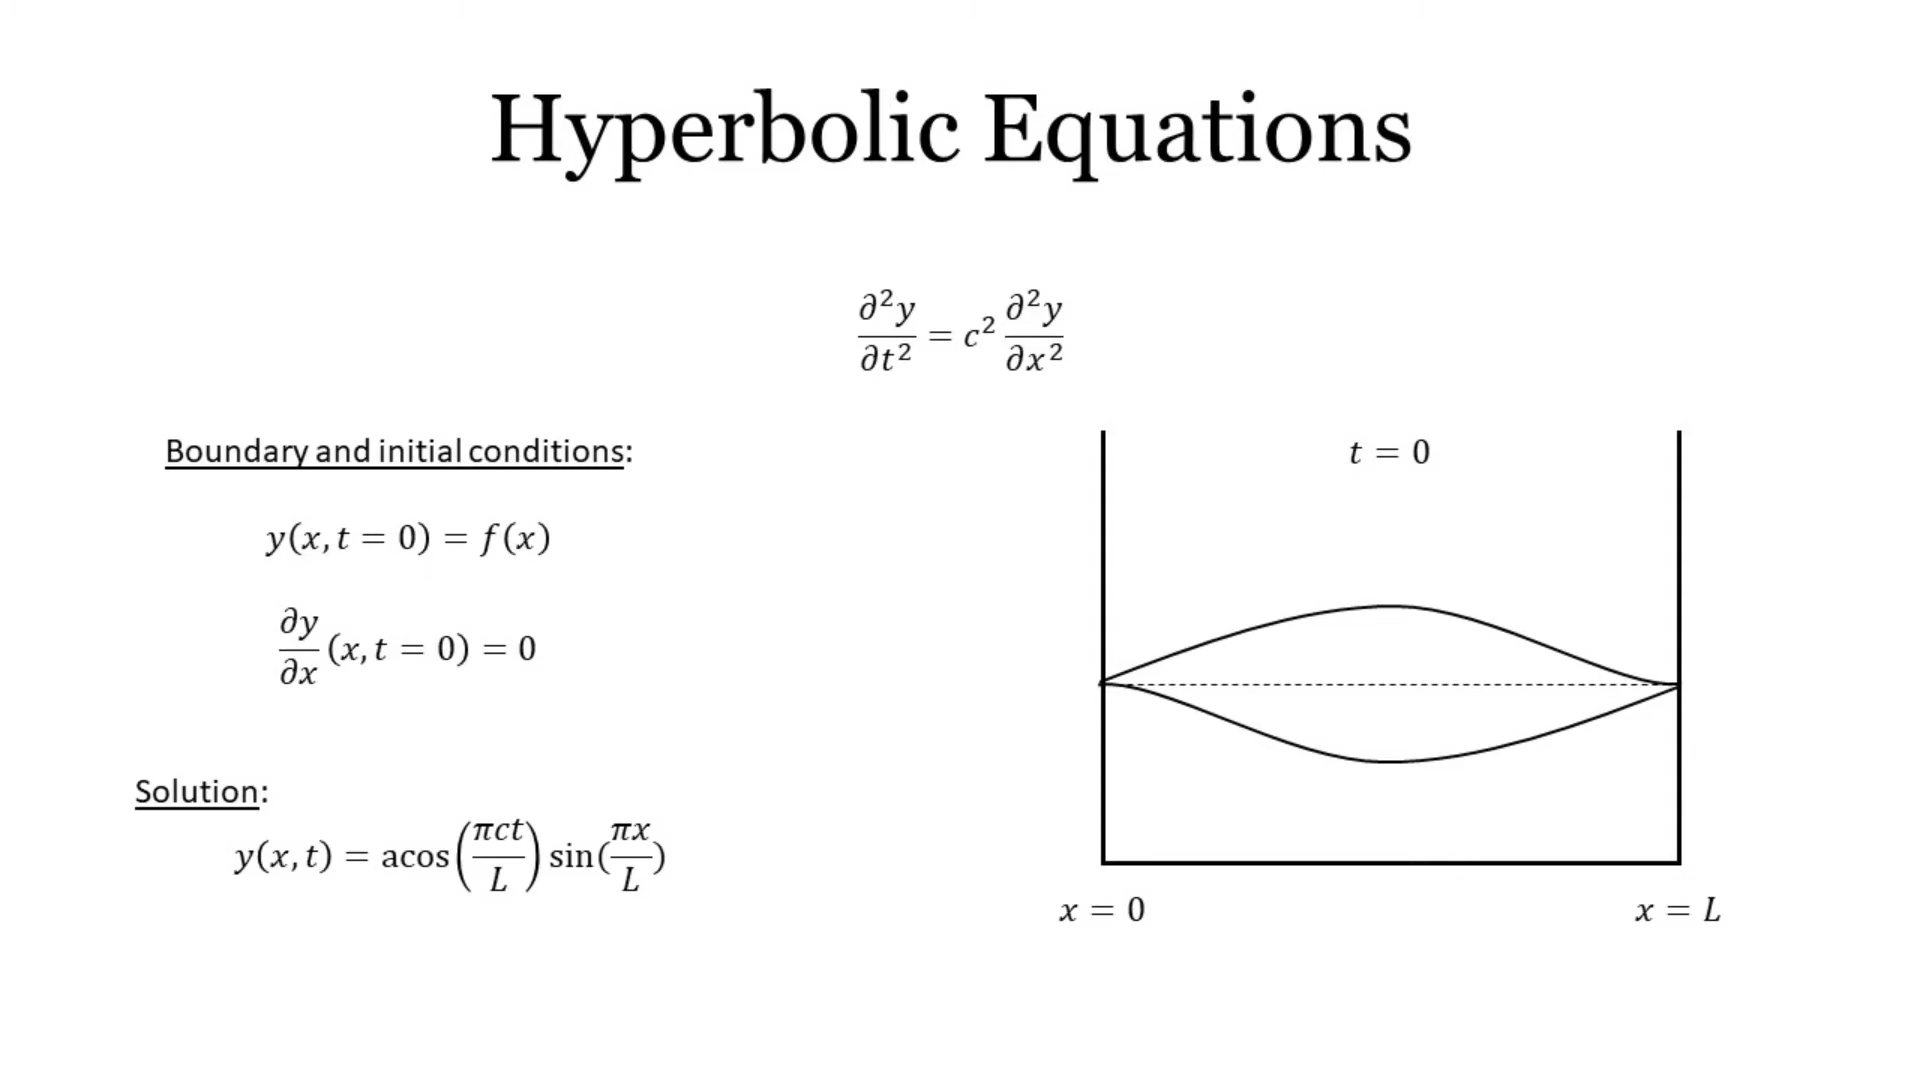 Hyperbolic Equations
∂²y/∂t² = c² ∂²y/∂x²
Boundary and initial conditions:
y(x, t = 0) = f(x)
∂y/∂x (x, t = 0) = 0
Solution:
y(x, t) = acos(πct/L) sin(πx/L)
t = 0
x = 0
x = L